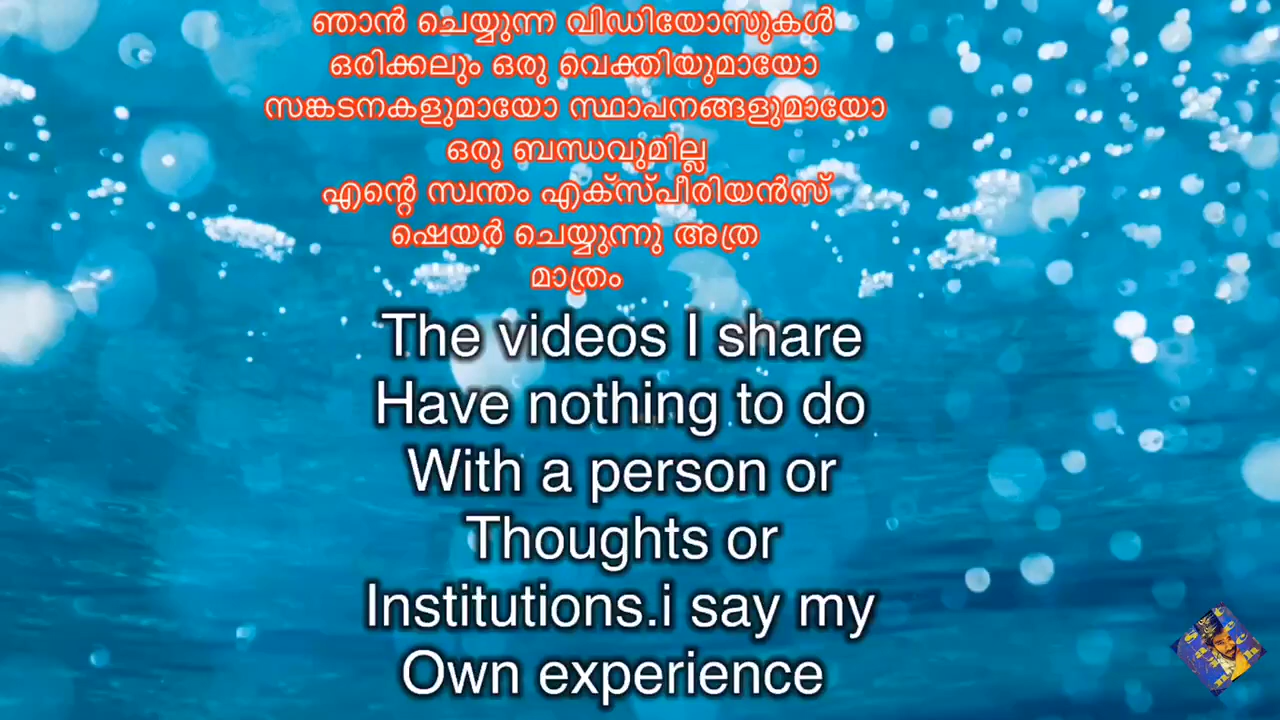 ഞാൻ ചെയ്യുന്ന വിഡിയോസുകൾ
ഒരിക്കലും ഒരു വെക്തിയുമായോ
സങ്കടനകളുമായോ സ്ഥാപനങ്ങളുമായോ
ഒരു ബന്ധവുമില്ല
എന്റെ സ്വന്തം എക്സ്പീരിയൻസ്
ഷെയർ ചെയ്യുന്നു അത്ര
മാത്രം
The videos I share
Have nothing to do
With a person or
Thoughts or
Institutions.i say my
Own experience